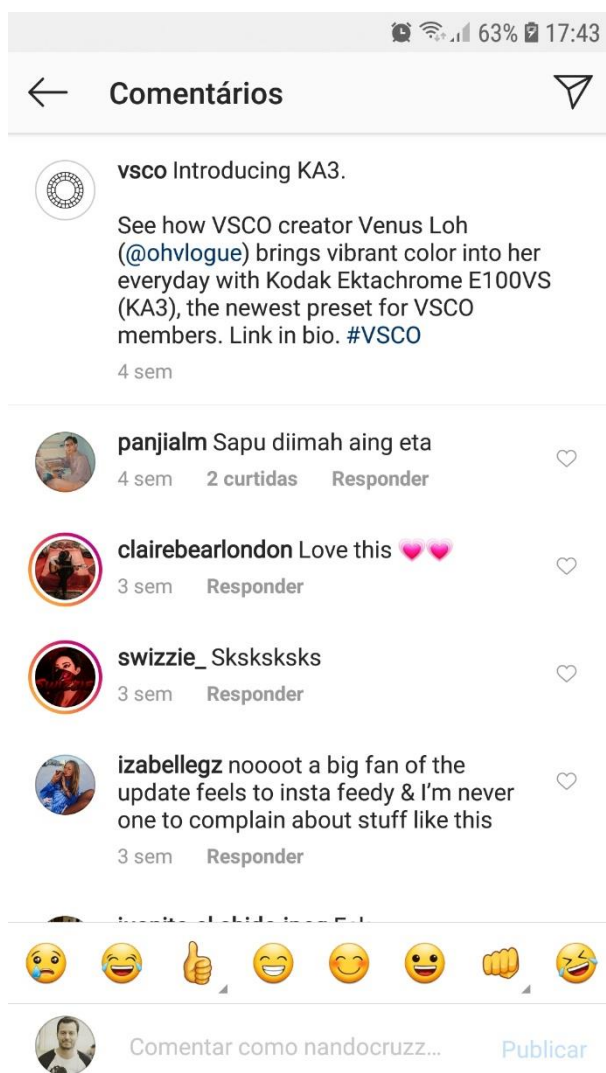 63% 17:43
Comentários
vsco Introducing KA3.
See how VSCO creator Venus Loh
(@ohvlogue) brings vibrant color into her
everyday with Kodak Ektachrome E100VS
(KA3), the newest preset for VSCO
members. Link in bio. #VSCO
4 sem
panjialm Sapu diimah aing eta
4 sem 2 curtidas Responder
clairebearlondon Love this 💗💗
3 sem Responder
swizzie_ Sksksksks
3 sem Responder
izabellegz noooot a big fan of the
update feels to insta feedy & I'm never
one to complain about stuff like this
3 sem Responder
Comentar como nandocruzz... Publicar